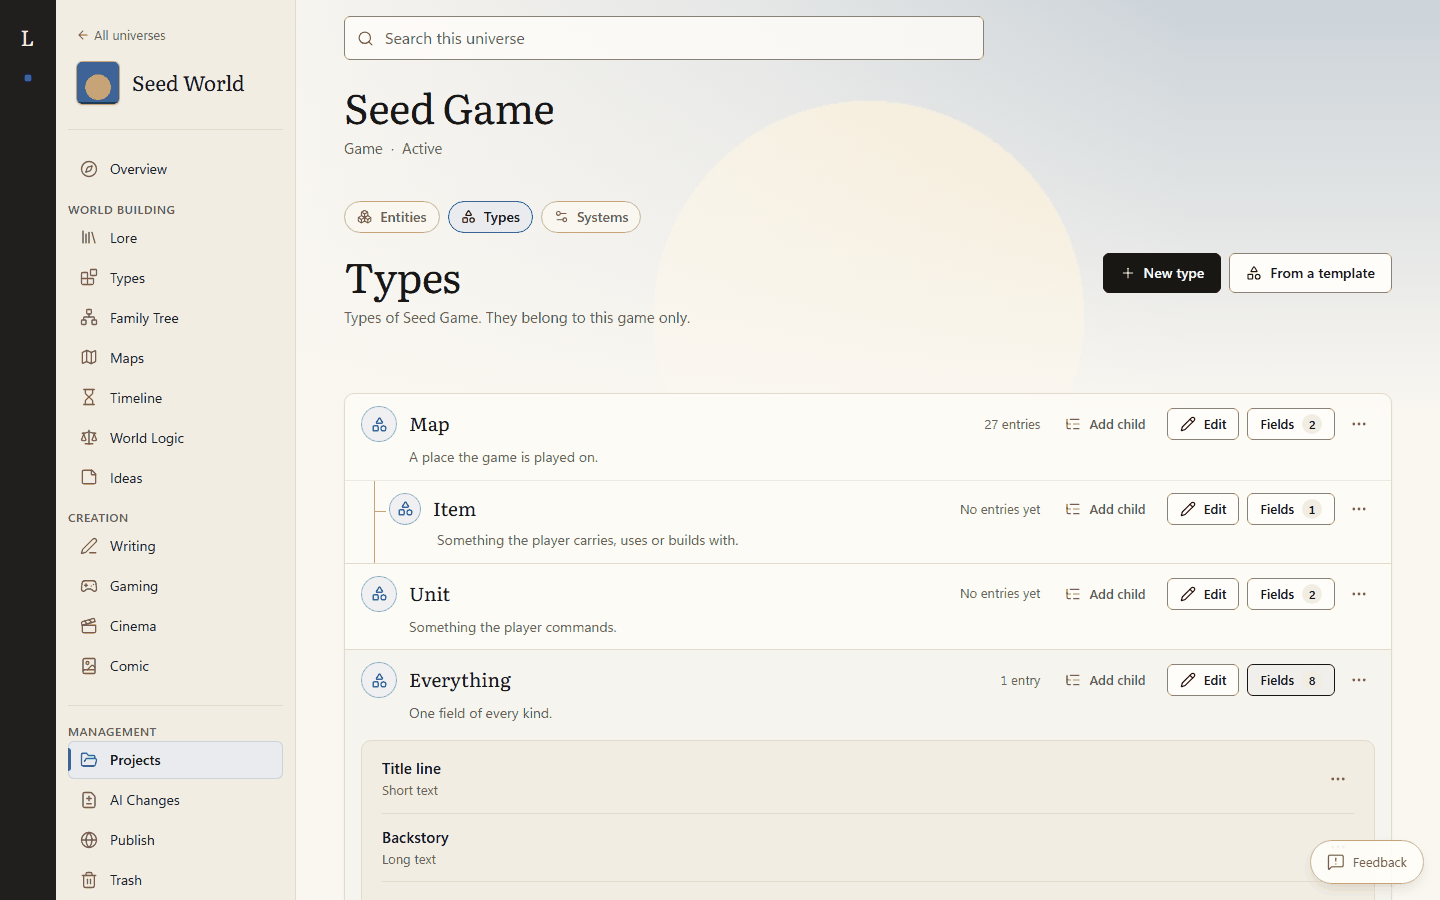 L
All universes
Seed World
Overview
WORLD BUILDING
Lore
Types
Family Tree
Maps
Timeline
World Logic
Ideas
CREATION
Writing
Gaming
Cinema
Comic
MANAGEMENT
Projects
AI Changes
Publish
Trash
Search this universe
Seed Game
Game · Active
Entities
Types
Systems
Types
Types of Seed Game. They belong to this game only.
New type
From a template
Map
27 entries
Add child
Edit
Fields 2
A place the game is played on.
Item
No entries yet
Add child
Edit
Fields 1
Something the player carries, uses or builds with.
Unit
No entries yet
Add child
Edit
Fields 2
Something the player commands.
Everything
1 entry
Add child
Edit
Fields 8
One field of every kind.
Title line
Short text
Backstory
Long text
Feedback